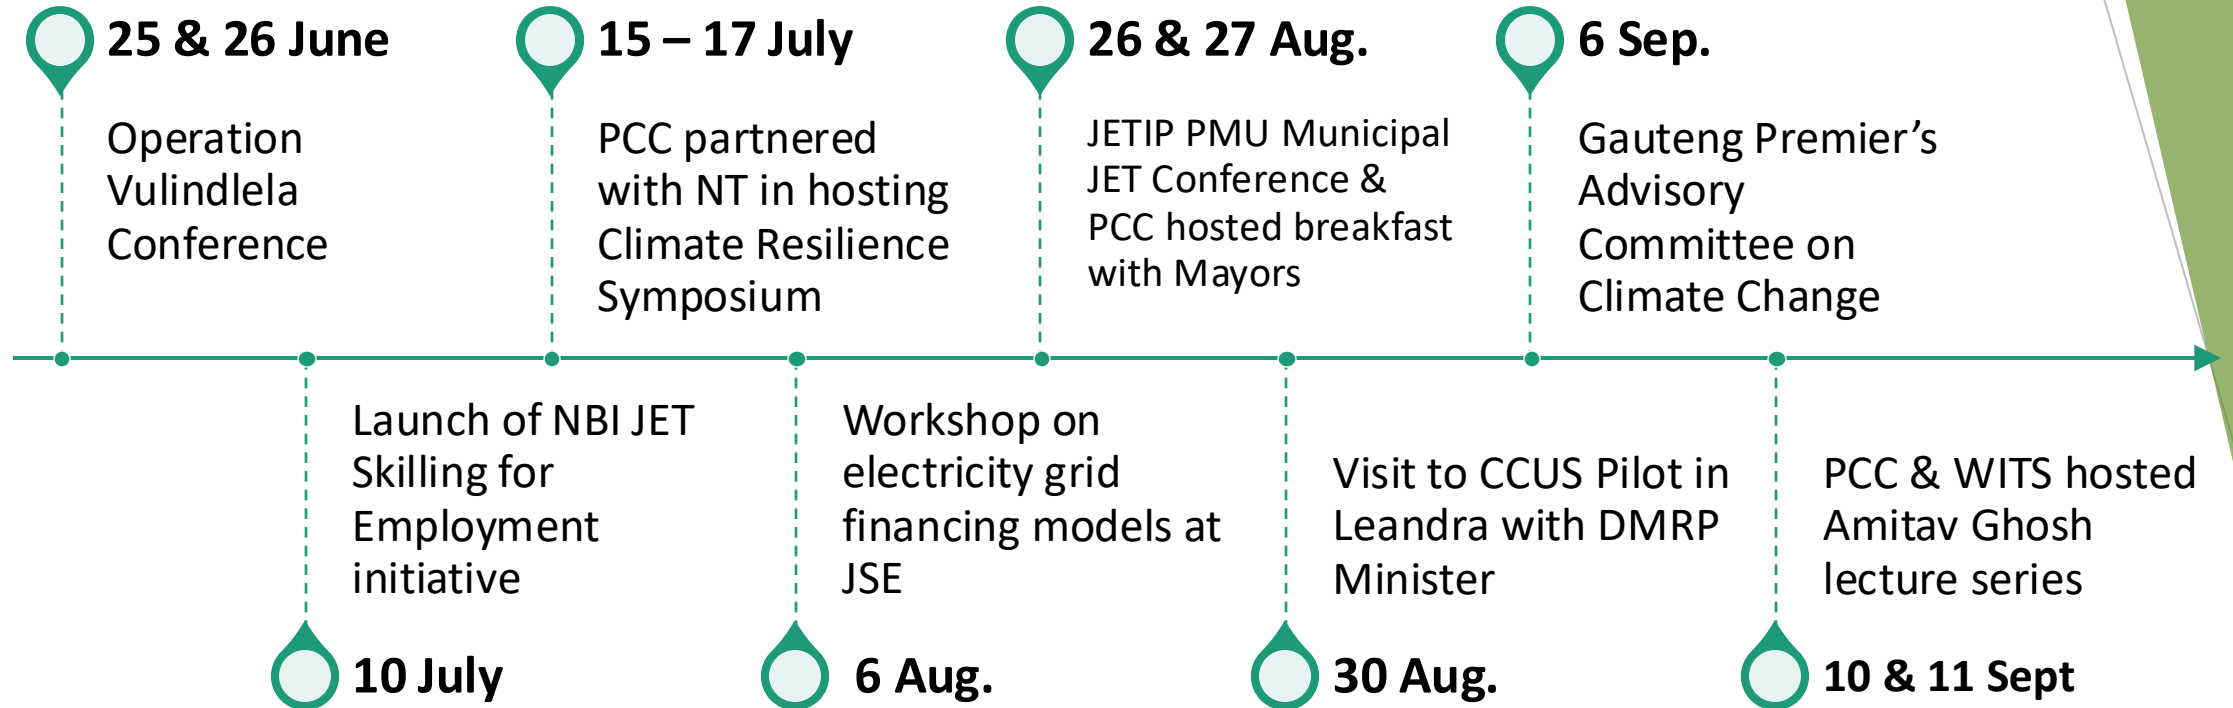 25 & 26 June
Operation
Vulindlela
Conference
10 July
Launch of NBI JET
Skilling for
Employment
initiative
15 – 17 July
PCC partnered
with NT in hosting
Climate Resilience
Symposium
6 Aug.
Workshop on
electricity grid
financing models at
JSE
26 & 27 Aug.
JETIP PMU Municipal
JET Conference &
PCC hosted breakfast
with Mayors
30 Aug.
Visit to CCUS Pilot in
Leandra with DMRP
Minister
6 Sep.
Gauteng Premier’s
Advisory
Committee on
Climate Change
10 & 11 Sept
PCC & WITS hosted
Amitav Ghosh
lecture series